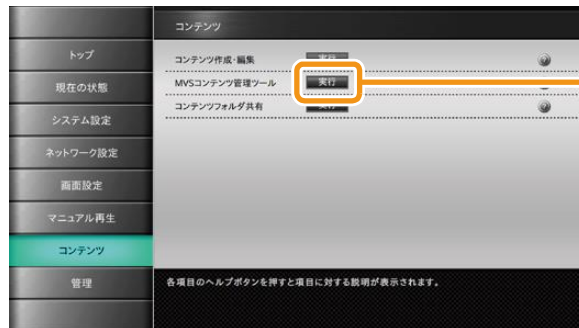 コンテンツ
トップ
現在の状態
システム設定
ネットワーク設定
画面設定
マニュアル再生
コンテンツ
管理
コンテンツ作成・編集 実行
MVSコンテンツ管理ツール 実行
コンテンツフォルダ共有
各項目のヘルプボタンを押すと項目に対する説明が表示されます。